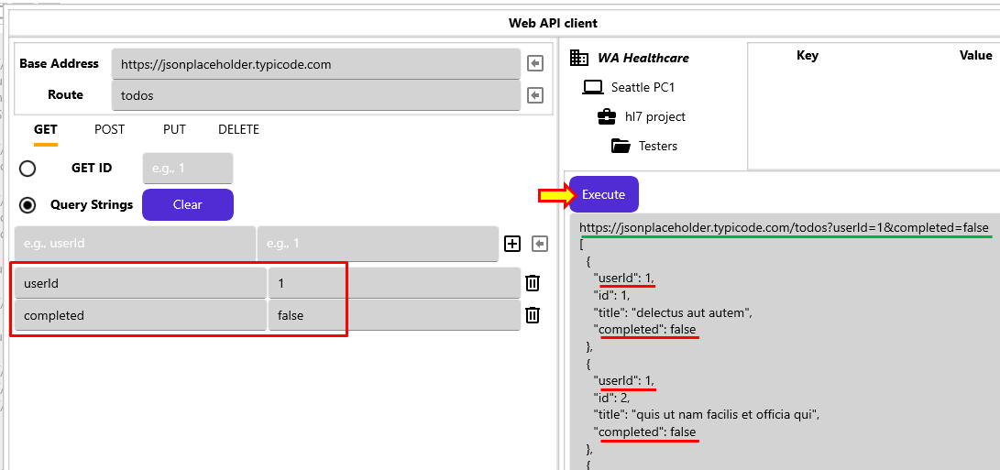 Web API client
Base Address https://jsonplaceholder.typicode.com
Route todos
GET POST PUT DELETE
GET ID e.g., 1
Query Strings Clear
e.g., userId e.g., 1
userId 1
completed false
WA Healthcare
Seattle PC1
hl7 project
Testers
Key Value
Execute
https://jsonplaceholder.typicode.com/todos?userId=1&completed=false
[
{
"userId": 1,
"id": 1,
"title": "delectus aut autem",
"completed": false
},
{
"userId": 1,
"id": 2,
"title": "quis ut nam facilis et officia qui",
"completed": false
},
{